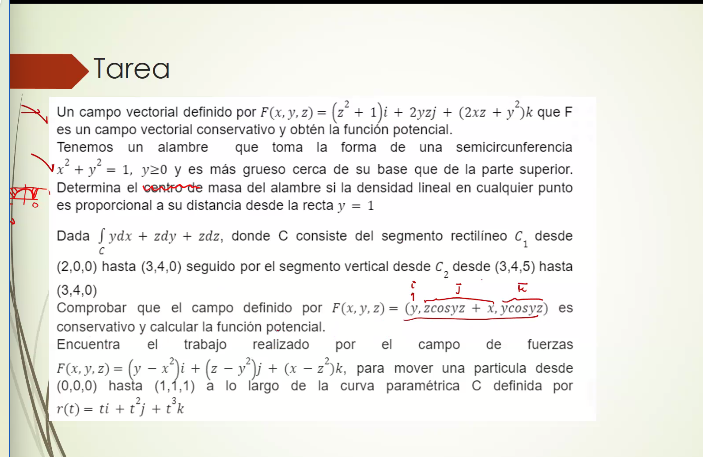 Tarea
Un campo vectorial definido por F(x, y, z) = (z² + 1)i + 2yzj + (2xz + y²)k que F
es un campo vectorial conservativo y obtén la función potencial.
Tenemos un alambre que toma la forma de una semicircunferencia
x² + y² = 1, y≥0 y es más grueso cerca de su base que de la parte superior.
Determina el centro de masa del alambre si la densidad lineal en cualquier punto
es proporcional a su distancia desde la recta y = 1
Dada ∫ ydx + zdy + zdz, donde C consiste del segmento rectilíneo C₁ desde
C
(2,0,0) hasta (3,4,0) seguido por el segmento vertical desde C₂ desde (3,4,5) hasta
(3,4,0)
i j k
Comprobar que el campo definido por F(x, y, z) = (y, zcosyz + x, ycosyz) es
conservativo y calcular la función potencial.
Encuentra el trabajo realizado por el campo de fuerzas
F(x, y, z) = (y − x²)i + (z − y²)j + (x − z²)k, para mover una particula desde
(0,0,0) hasta (1,1,1) a lo largo de la curva paramétrica C definida por
r(t) = ti + t²j + t³k